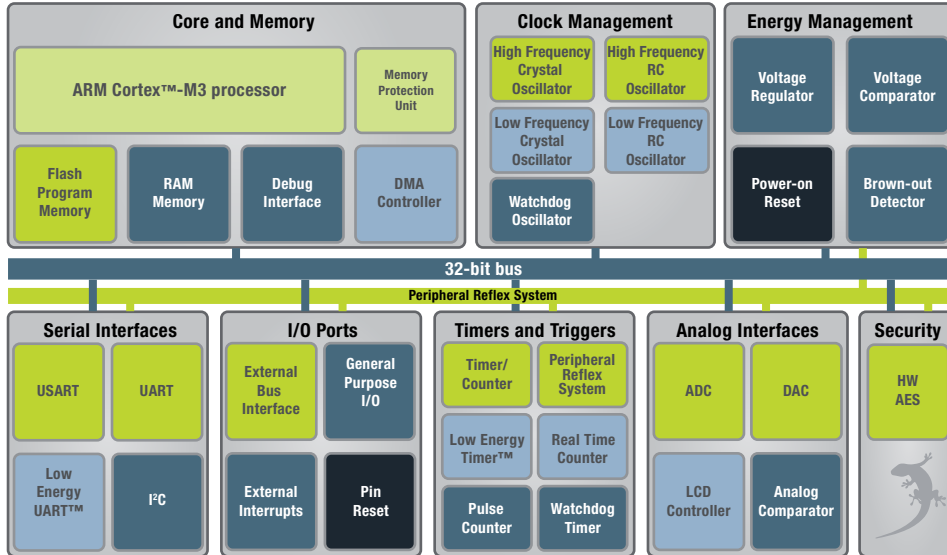 Core and Memory
ARM Cortex™-M3 processor
Memory
Protection
Unit
Flash
Program
Memory
RAM
Memory
Debug
Interface
DMA
Controller
Clock Management
High Frequency
Crystal
Oscillator
High Frequency
RC
Oscillator
Low Frequency
Crystal
Oscillator
Low Frequency
RC
Oscillator
Watchdog
Oscillator
Energy Management
Voltage
Regulator
Voltage
Comparator
Power-on
Reset
Brown-out
Detector
32-bit bus
Peripheral Reflex System
Serial Interfaces
USART
UART
Low
Energy
UART™
I²C
I/O Ports
External
Bus
Interface
General
Purpose
I/O
External
Interrupts
Pin
Reset
Timers and Triggers
Timer/
Counter
Peripheral
Reflex
System
Low Energy
Timer™
Real Time
Counter
Pulse
Counter
Watchdog
Timer
Analog Interfaces
ADC
DAC
LCD
Controller
Analog
Comparator
Security
HW
AES